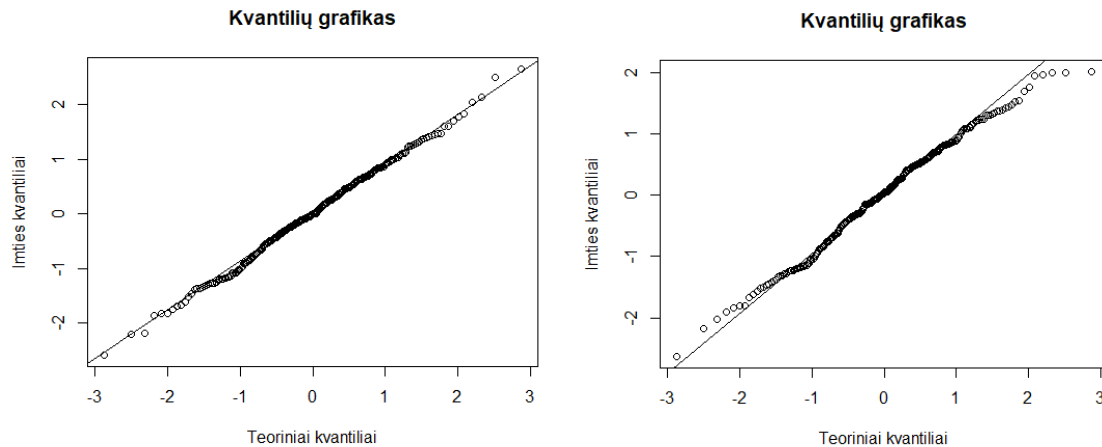 Kvantilių grafikas
Imties kvantiliai
2
1
0
-1
-2
-3 -2 -1 0 1 2 3
Teoriniai kvantiliai
Kvantilių grafikas
Imties kvantiliai
2
1
0
-1
-2
-3 -2 -1 0 1 2 3
Teoriniai kvantiliai